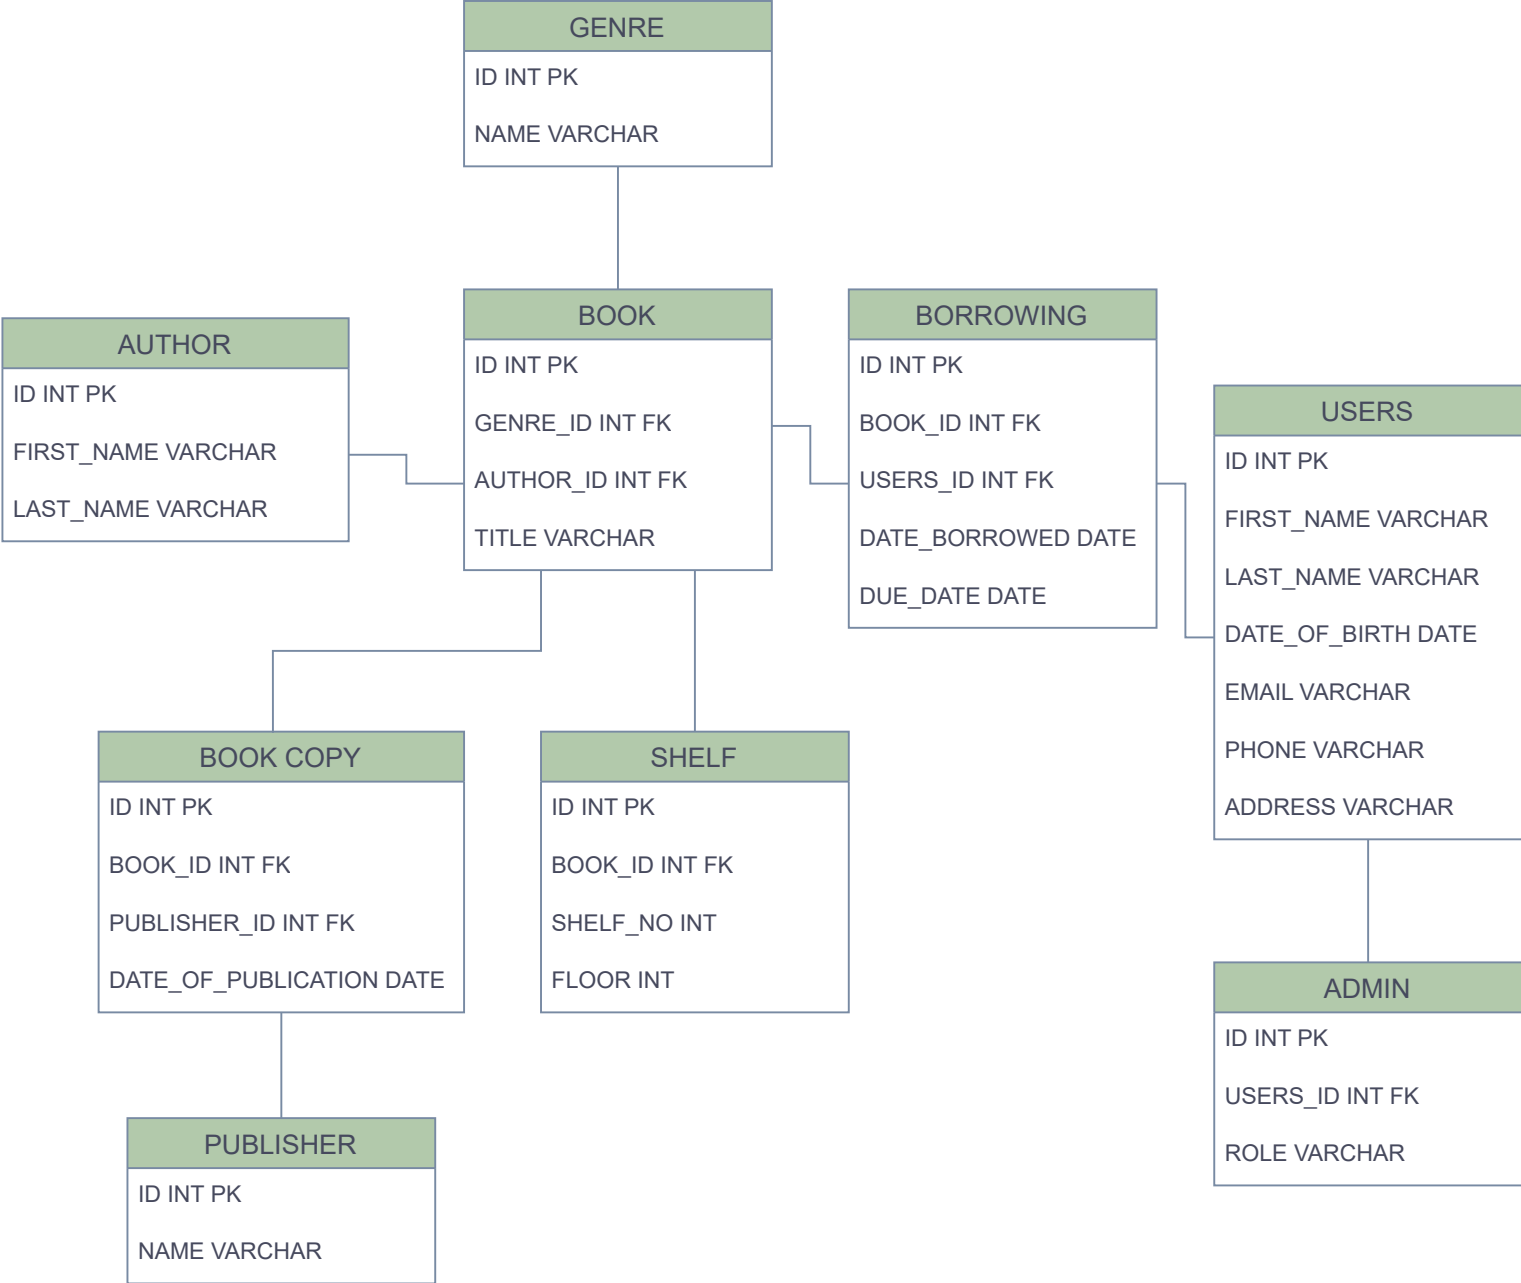 GENRE
ID INT PK
NAME VARCHAR
AUTHOR
ID INT PK
FIRST_NAME VARCHAR
LAST_NAME VARCHAR
BOOK
ID INT PK
GENRE_ID INT FK
AUTHOR_ID INT FK
TITLE VARCHAR
BORROWING
ID INT PK
BOOK_ID INT FK
USERS_ID INT FK
DATE_BORROWED DATE
DUE_DATE DATE
USERS
ID INT PK
FIRST_NAME VARCHAR
LAST_NAME VARCHAR
DATE_OF_BIRTH DATE
EMAIL VARCHAR
PHONE VARCHAR
ADDRESS VARCHAR
BOOK COPY
ID INT PK
BOOK_ID INT FK
PUBLISHER_ID INT FK
DATE_OF_PUBLICATION DATE
SHELF
ID INT PK
BOOK_ID INT FK
SHELF_NO INT
FLOOR INT
ADMIN
ID INT PK
USERS_ID INT FK
ROLE VARCHAR
PUBLISHER
ID INT PK
NAME VARCHAR